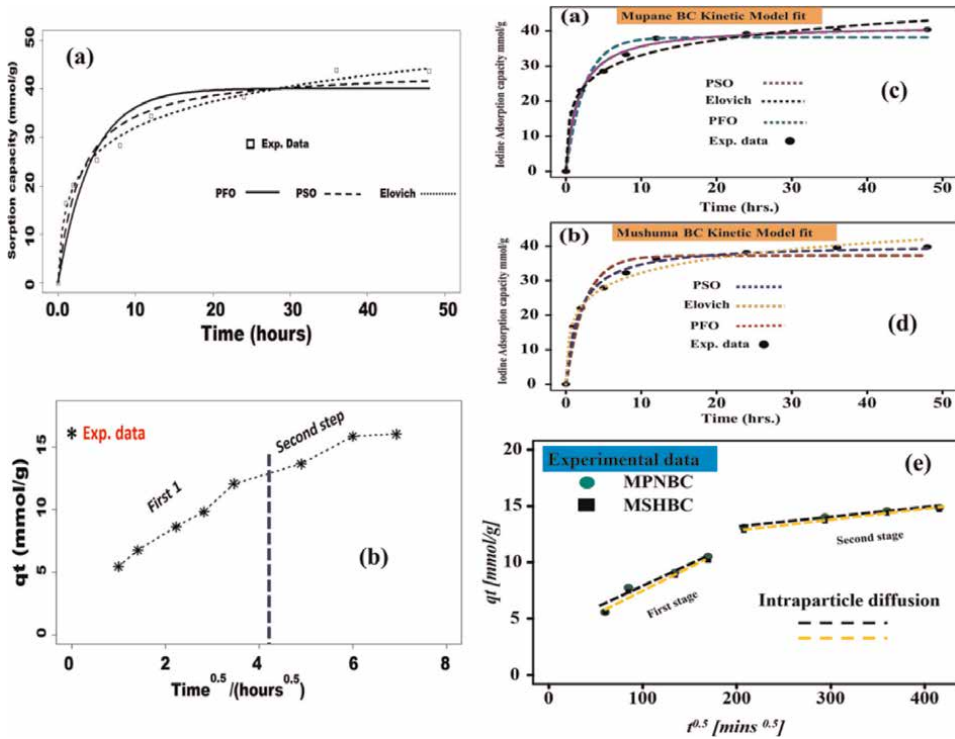 (a)
Sorption capacity (mmol/g)
50
40
30
20
10
0
□ Exp. Data
PFO PSO Elovich
0.0 10 20 30 40 50
Time (hours)
(a) Mupane BC Kinetic Model fit
Iodine Adsorption capacity mmol/g
40
30
20
10
0
(c)
PSO
Elovich
PFO
Exp. data
0 10 20 30 40 50
Time (hrs.)
(b) Mushuma BC Kinetic Model fit
Iodine Adsorption capacity mmol/g
40
30
20
10
0
PSO
Elovich
PFO
Exp. data
(d)
0 10 20 30 40 50
Time (hrs.)
qt (mmol/g)
15
10
5
0
* Exp. data
First 1
Second step
(b)
2 4 6 8
Time^0.5/(hours^0.5)
(e)
qt [mmol/g]
20
15
10
5
0
Experimental data
MPNBC
MSHBC
First stage
Second stage
Intraparticle diffusion
0 100 200 300 400
t^0.5 [mins ^0.5]